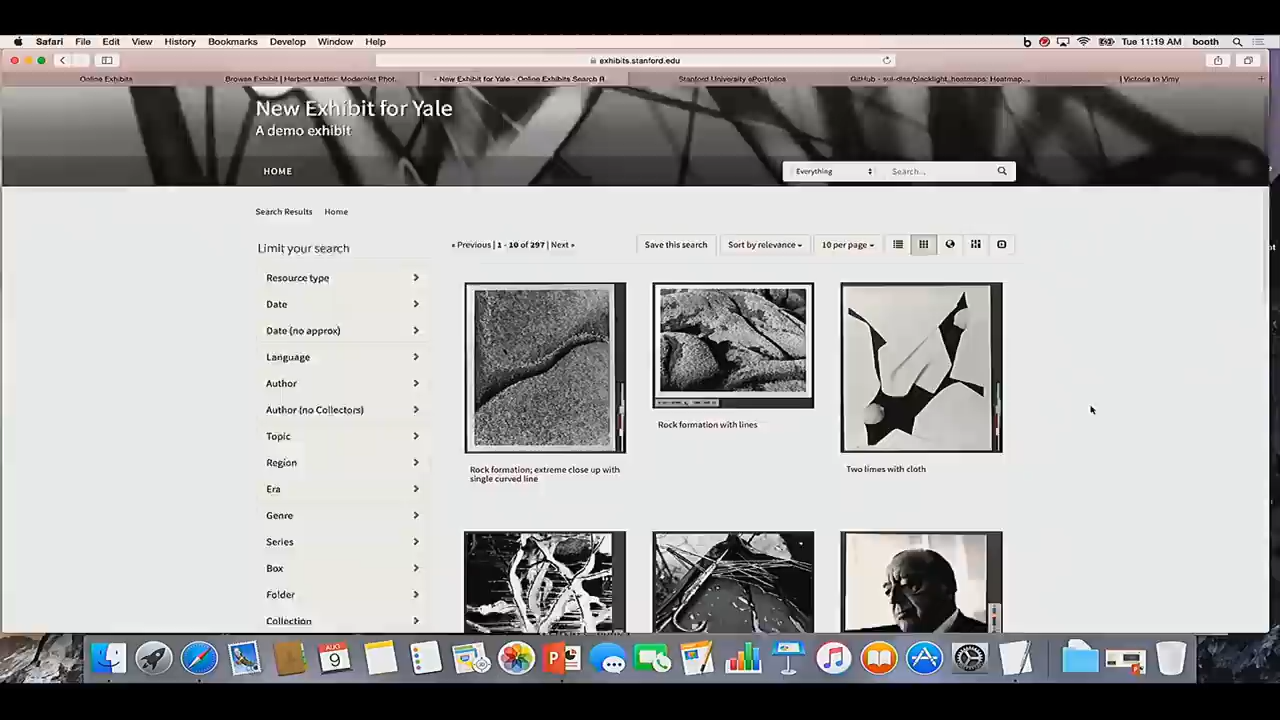 Safari File Edit View History Bookmarks Develop Window Help
Tue 11:19 AM booth
exhibits.stanford.edu
Online Exhibits
Browse Exhibit | Herbert Matter: Modernist Phot...
- New Exhibit for Yale - Online Exhibits Search R...
Stanford University ePortfolios
GitHub - sul-dlss/blacklight_heatmaps: Heatmap...
| Victoria to Vimy
New Exhibit for Yale
A demo exhibit
HOME
Everything
Search...
Search Results Home
Limit your search
« Previous | 1 - 10 of 297 | Next »
Save this search
Sort by relevance
10 per page
Resource type
Date
Date (no approx)
Language
Author
Author (no Collectors)
Topic
Region
Era
Genre
Series
Box
Folder
Collection
Rock formation; extreme close up with
single curved line
Rock formation with lines
Two limes with cloth
AUG
9